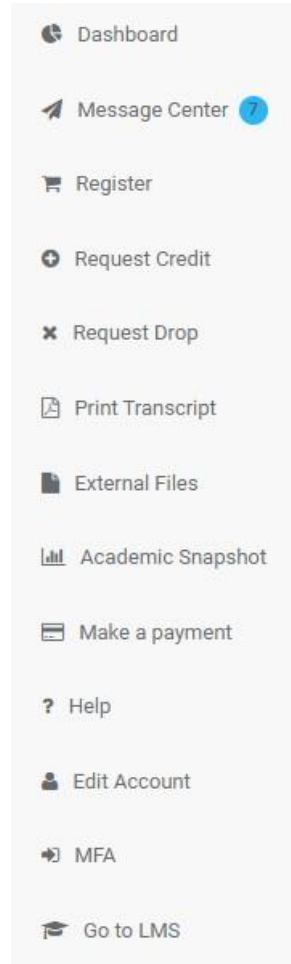 Dashboard
Message Center 7
Register
Request Credit
Request Drop
Print Transcript
External Files
Academic Snapshot
Make a payment
? Help
Edit Account
MFA
Go to LMS